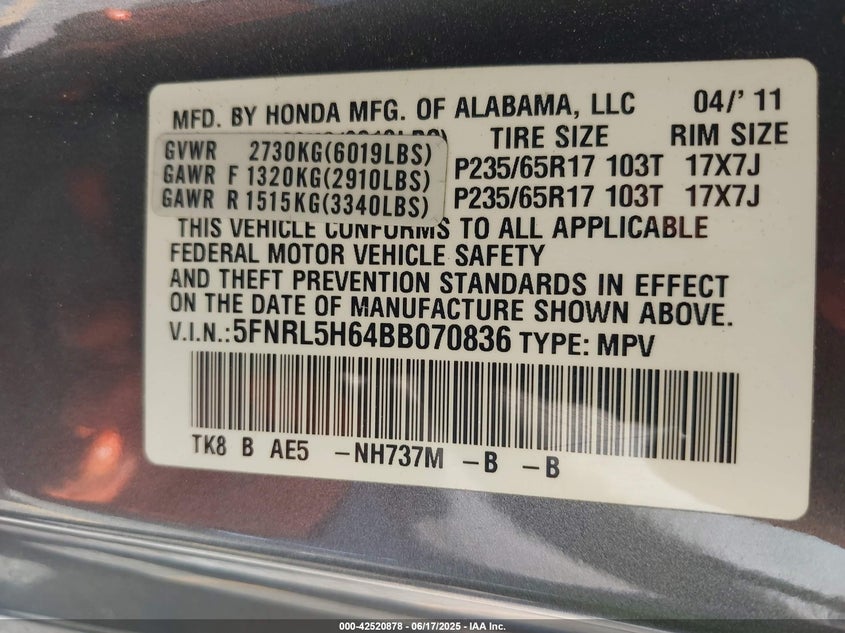 MFD. BY HONDA MFG. OF ALABAMA, LLC 04/'11
TIRE SIZE RIM SIZE
GVWR 2730KG(6019LBS)
GAWR F 1320KG(2910LBS) P235/65R17 103T 17X7J
GAWR R 1515KG(3340LBS) P235/65R17 103T 17X7J
THIS VEHICLE CONFORMS TO ALL APPLICABLE
FEDERAL MOTOR VEHICLE SAFETY
AND THEFT PREVENTION STANDARDS IN EFFECT
ON THE DATE OF MANUFACTURE SHOWN ABOVE.
V.I.N.:5FNRL5H64BB070836 TYPE: MPV
TK8 B AE5 -NH737M -B -B
000-42520878 - 06/17/2025 - IAA Inc.